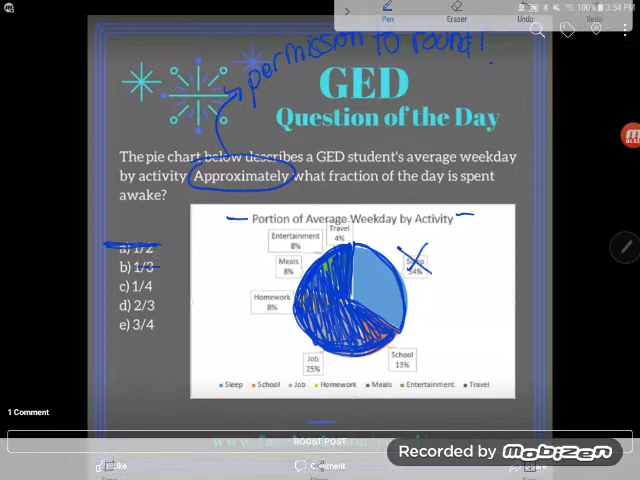 100%
3:54 PM
Pen
Eraser
Undo
Redo
permission to round!
GED
Question of the Day
The pie chart below describes a GED student's average weekday
by activity. Approximately what fraction of the day is spent
awake?
a) 1/2
b) 1/3
c) 1/4
d) 2/3
e) 3/4
Portion of Average Weekday by Activity
Travel
4%
Entertainment
8%
Meals
8%
Homework
8%
Job
25%
School
13%
Sleep
34%
Sleep School Job Homework Meals Entertainment Travel
1 Comment
BOOST POST
Like
Comment
Share
Recorded by Mobizen